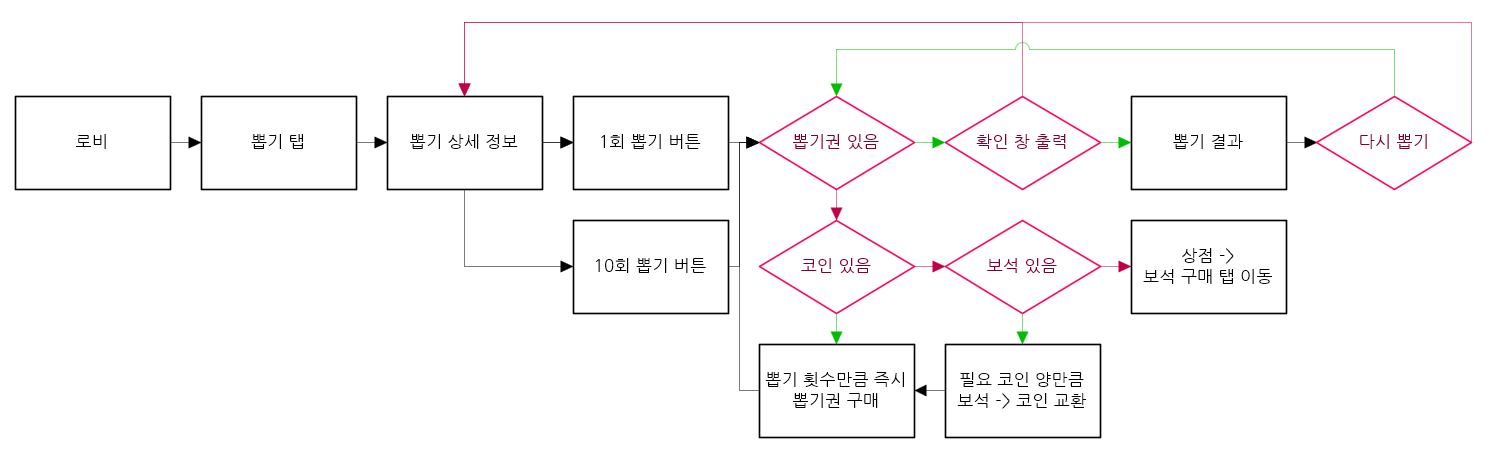 로비
뽑기 탭
뽑기 상세 정보
1회 뽑기 버튼
뽑기권 있음
확인 창 출력
뽑기 결과
다시 뽑기
10회 뽑기 버튼
코인 있음
보석 있음
상점 ->
보석 구매 탭 이동
뽑기 횟수만큼 즉시
뽑기권 구매
필요 코인 양만큼
보석 -> 코인 교환